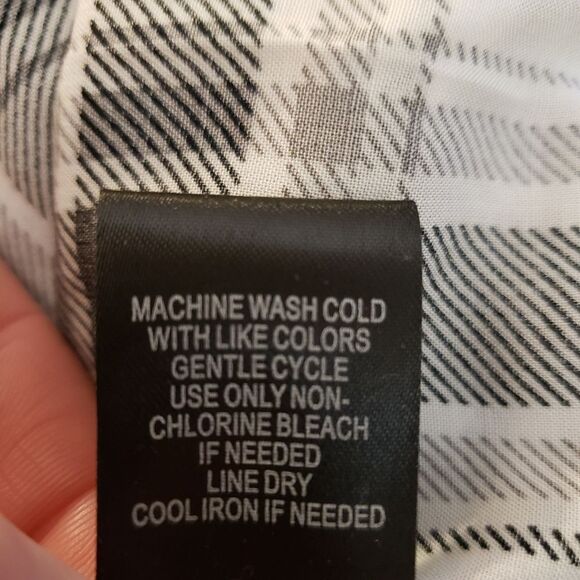 MACHINE WASH COLD
WITH LIKE COLORS
GENTLE CYCLE
USE ONLY NON-
CHLORINE BLEACH
IF NEEDED
LINE DRY
COOL IRON IF NEEDED